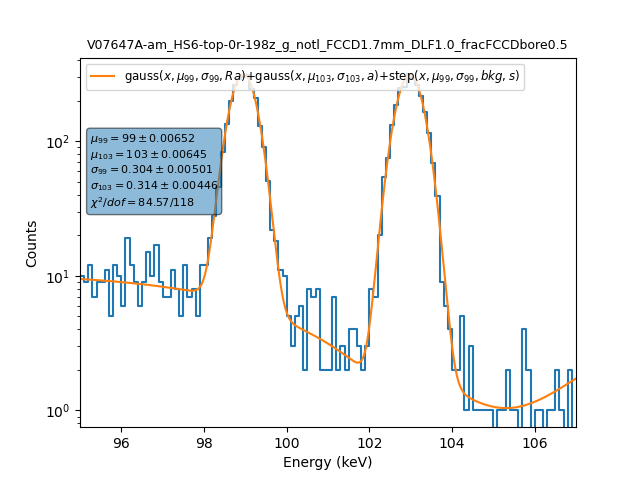 V07647A-am_HS6-top-0r-198z_g_notl_FCCD1.7mm_DLF1.0_fracFCCDbore0.5
gauss(x, μ₉₉, σ₉₉, Ra)+gauss(x, μ₁₀₃, σ₁₀₃, a)+step(x, μ₉₉, σ₉₉, bkg, s)
μ₉₉ = 99 ± 0.00652
μ₁₀₃ = 103 ± 0.00645
σ₉₉ = 0.304 ± 0.00501
σ₁₀₃ = 0.314 ± 0.00446
χ²/dof = 84.57/118
Counts
10²
10¹
10⁰
96 98 100 102 104 106
Energy (keV)